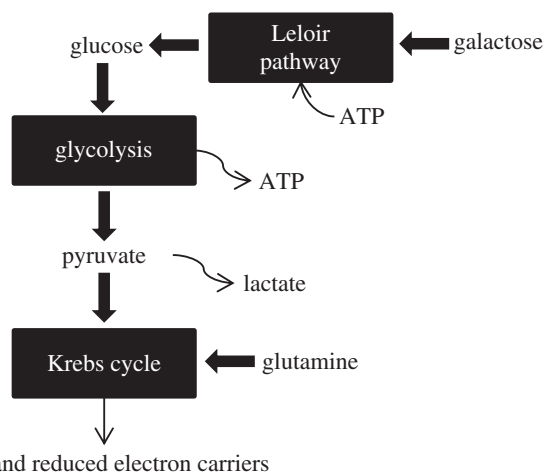 glucose
Leloir
pathway
galactose
ATP
glycolysis
ATP
pyruvate
lactate
Krebs cycle
glutamine
and reduced electron carriers